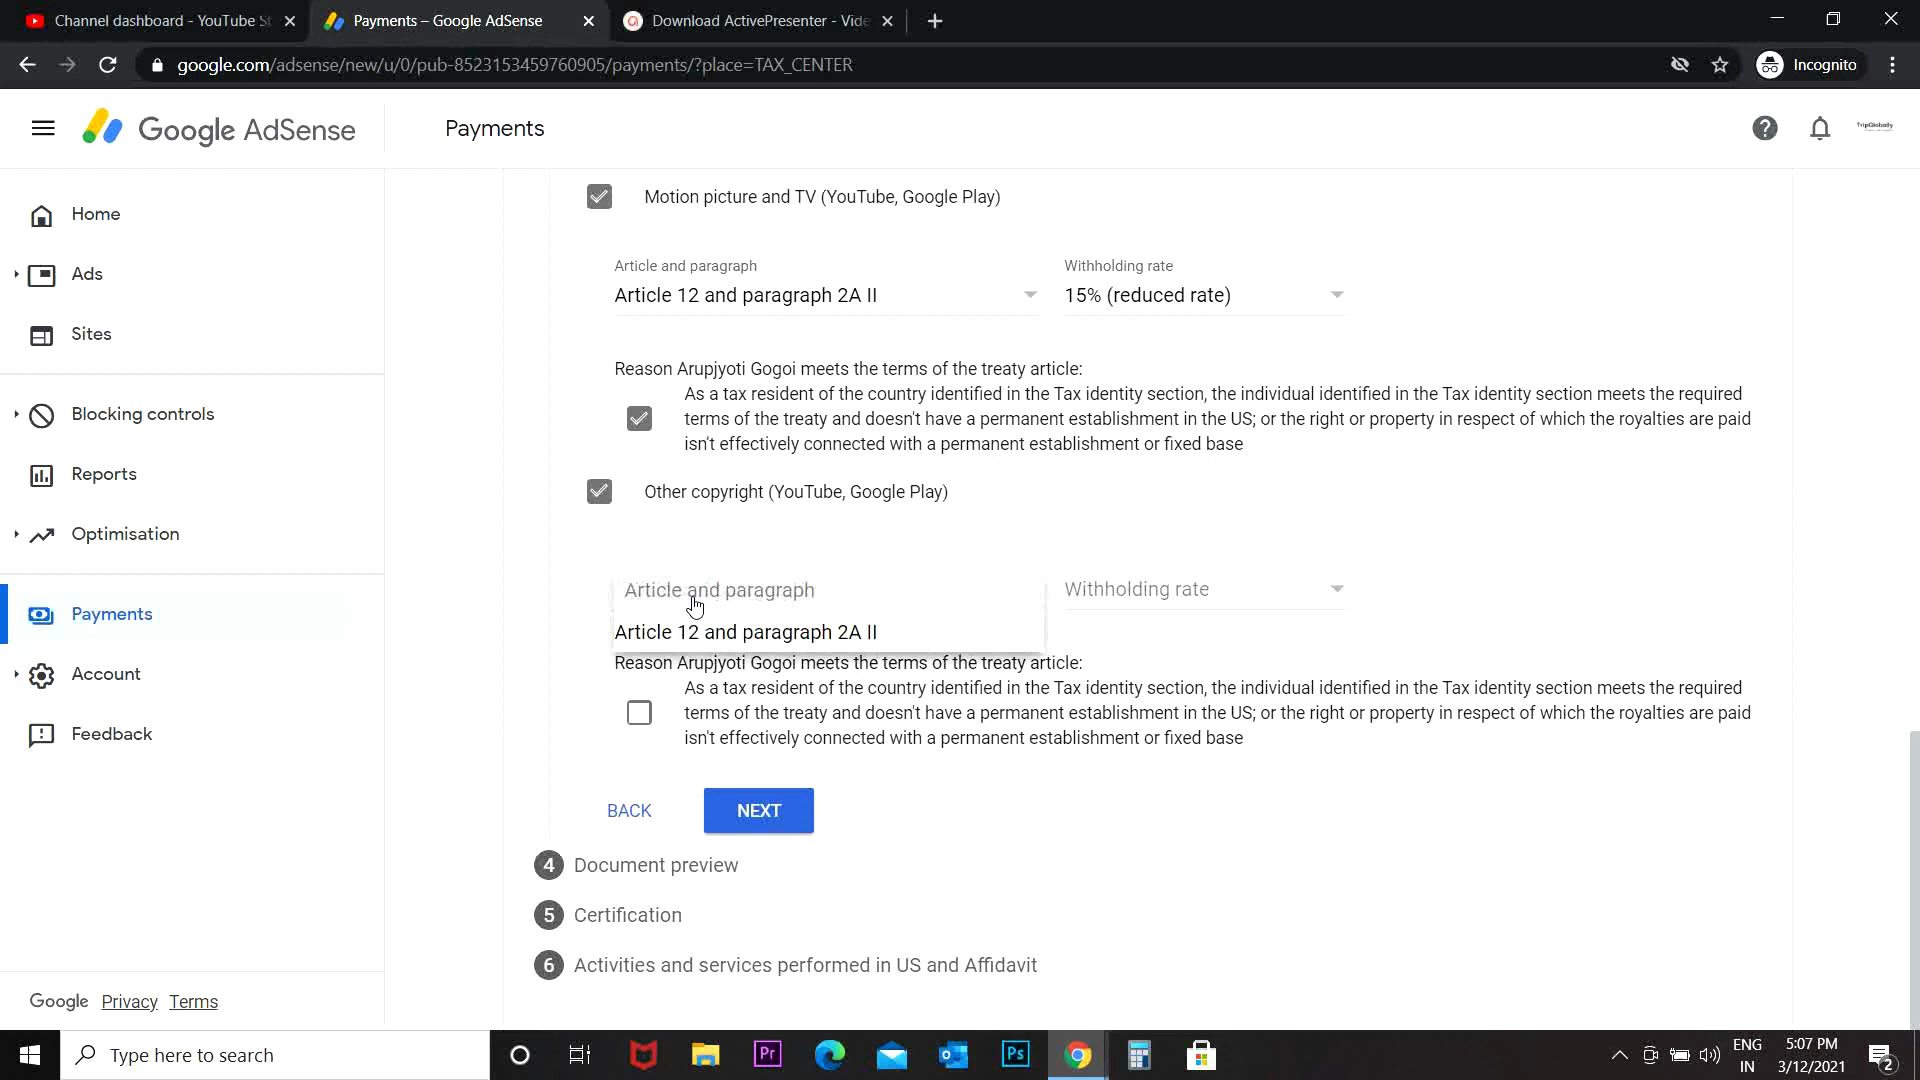 Channel dashboard - YouTube St
Payments – Google AdSense
Download ActivePresenter - Vide
google.com/adsense/new/u/0/pub-8523153459760905/payments/?place=TAX_CENTER
Incognito
Google AdSense
Payments
TripGlobally
Home
Ads
Sites
Blocking controls
Reports
Optimisation
Payments
Account
Feedback
Google Privacy Terms
Motion picture and TV (YouTube, Google Play)
Article and paragraph
Article 12 and paragraph 2A II
Withholding rate
15% (reduced rate)
Reason Arupjyoti Gogoi meets the terms of the treaty article:
As a tax resident of the country identified in the Tax identity section, the individual identified in the Tax identity section meets the required
terms of the treaty and doesn't have a permanent establishment in the US; or the right or property in respect of which the royalties are paid
isn't effectively connected with a permanent establishment or fixed base
Other copyright (YouTube, Google Play)
Article and paragraph
Withholding rate
Article 12 and paragraph 2A II
Reason Arupjyoti Gogoi meets the terms of the treaty article:
As a tax resident of the country identified in the Tax identity section, the individual identified in the Tax identity section meets the required
terms of the treaty and doesn't have a permanent establishment in the US; or the right or property in respect of which the royalties are paid
isn't effectively connected with a permanent establishment or fixed base
BACK
NEXT
4 Document preview
5 Certification
6 Activities and services performed in US and Affidavit
Type here to search
Pr
Ps
ENG
IN
5:07 PM
3/12/2021
2